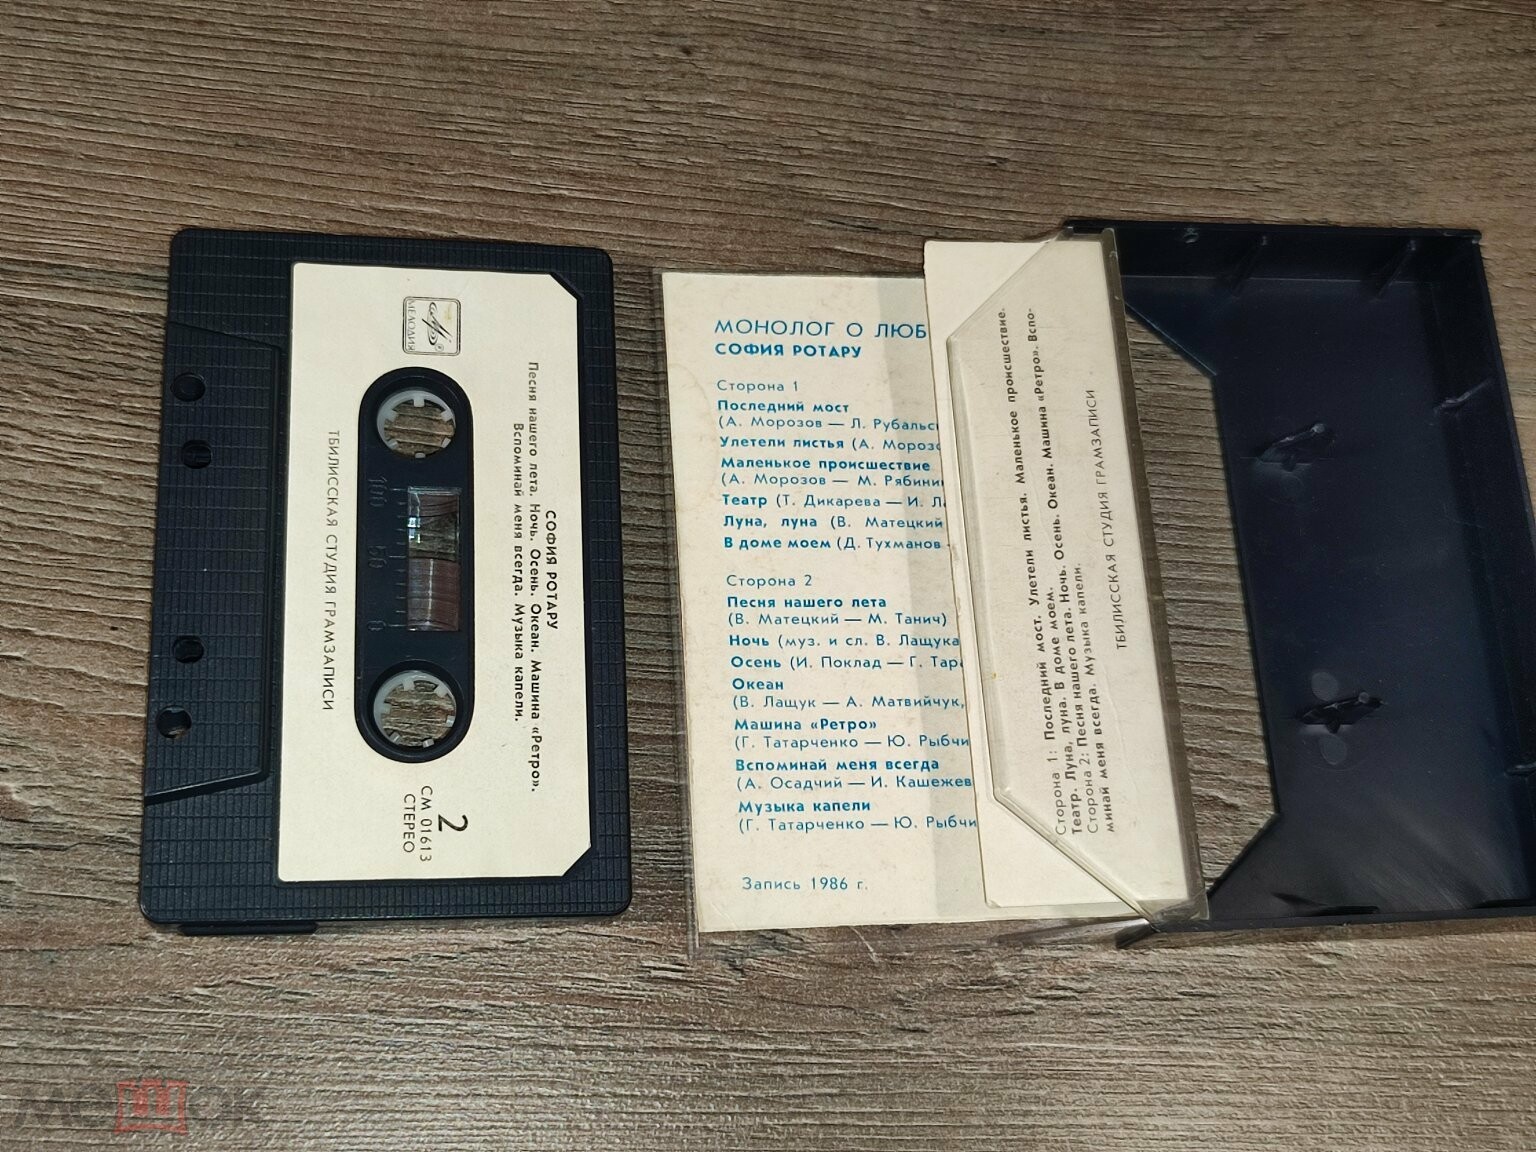 МЕЛОДИЯ
СОФИЯ РОТАРУ
Песня нашего лета. Ночь. Осень. Океан. Машина «Ретро».
Вспоминай меня всегда. Музыка капели.
100 50 0
ТБИЛИССКАЯ СТУДИЯ ГРАМЗАПИСИ
2
СМ 01613
СТЕРЕО
МОНОЛОГ О ЛЮБ
СОФИЯ РОТАРУ
Сторона 1
Последний мост
(А. Морозов — Л. Рубальс
Улетели листья (А. Мороз
Маленькое происшествие
(А. Морозов — М. Рябини
Театр (Т. Дикарева — И. Л
Луна, луна (В. Матецкий
В доме моем (Д. Тухманов
Сторона 2
Песня нашего лета
(В. Матецкий — М. Танич)
Ночь (муз. и сл. В. Лащука
Осень (И. Поклад — Г. Тар
Океан
(В. Лащук — А. Матвийчук,
Машина «Ретро»
(Г. Татарченко — Ю. Рыбчи
Вспоминай меня всегда
(А. Осадчий — И. Кашежев
Музыка капели
(Г. Татарченко — Ю. Рыбчи
Запись 1986 г.
Сторона 1: Последний мост. Улетели листья. Маленькое происшествие.
Театр. Луна, луна. В доме моем.
Сторона 2: Песня нашего лета. Ночь. Осень. Океан. Машина «Ретро». Вспо-
минай меня всегда. Музыка капели.
ТБИЛИССКАЯ СТУДИЯ ГРАМЗАПИСИ
мешок